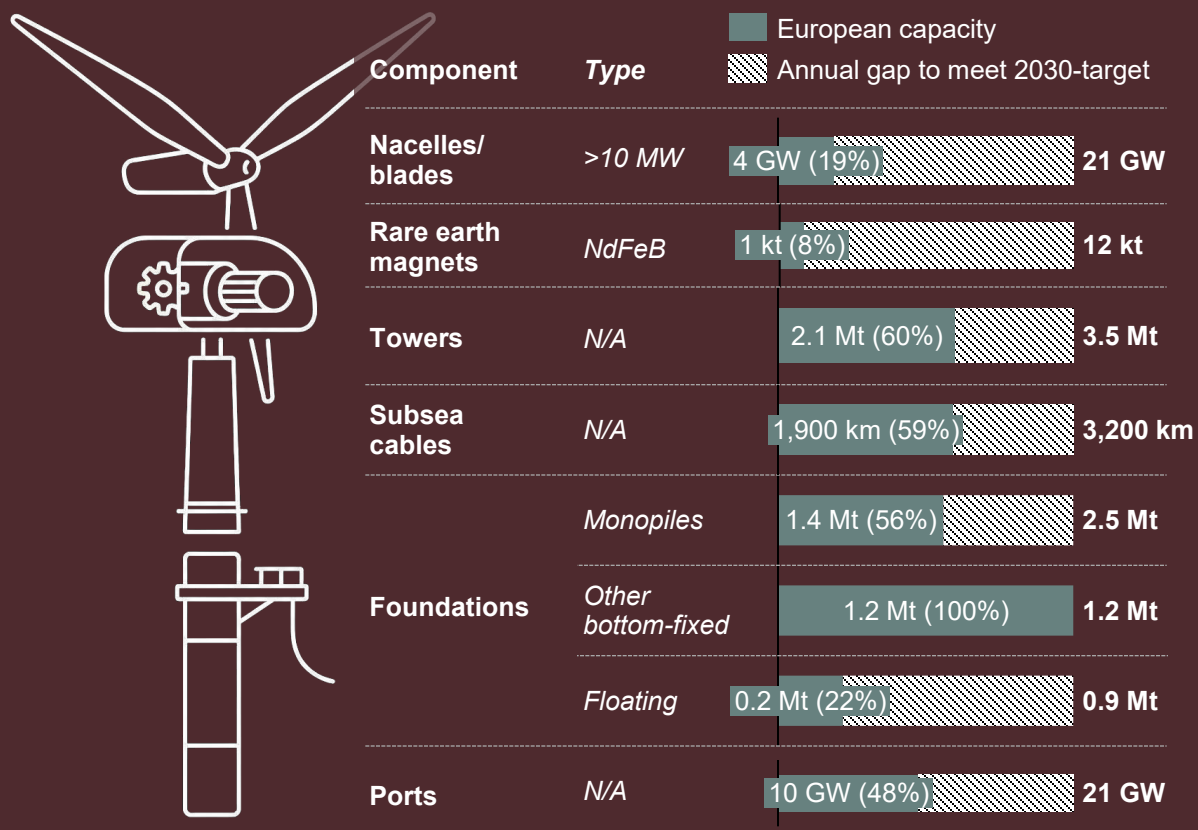 European capacity
Component Type Annual gap to meet 2030-target
Nacelles/
blades
>10 MW
4 GW (19%)
21 GW
Rare earth
magnets
NdFeB
1 kt (8%)
12 kt
Towers
N/A
2.1 Mt (60%)
3.5 Mt
Subsea
cables
N/A
1,900 km (59%)
3,200 km
Foundations
Monopiles
1.4 Mt (56%)
2.5 Mt
Other
bottom-fixed
1.2 Mt (100%)
1.2 Mt
Floating
0.2 Mt (22%)
0.9 Mt
Ports
N/A
10 GW (48%)
21 GW